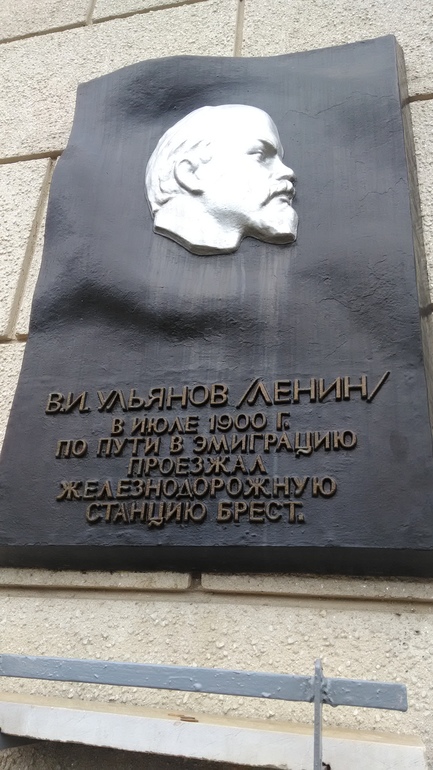 В.И. УЛЬЯНОВ /ЛЕНИН/
В ИЮЛЕ 1900 Г.
ПО ПУТИ В ЭМИГРАЦИЮ
ПРОЕЗЖАЛ
ЖЕЛЕЗНОДОРОЖНУЮ
СТАНЦИЮ БРЕСТ.